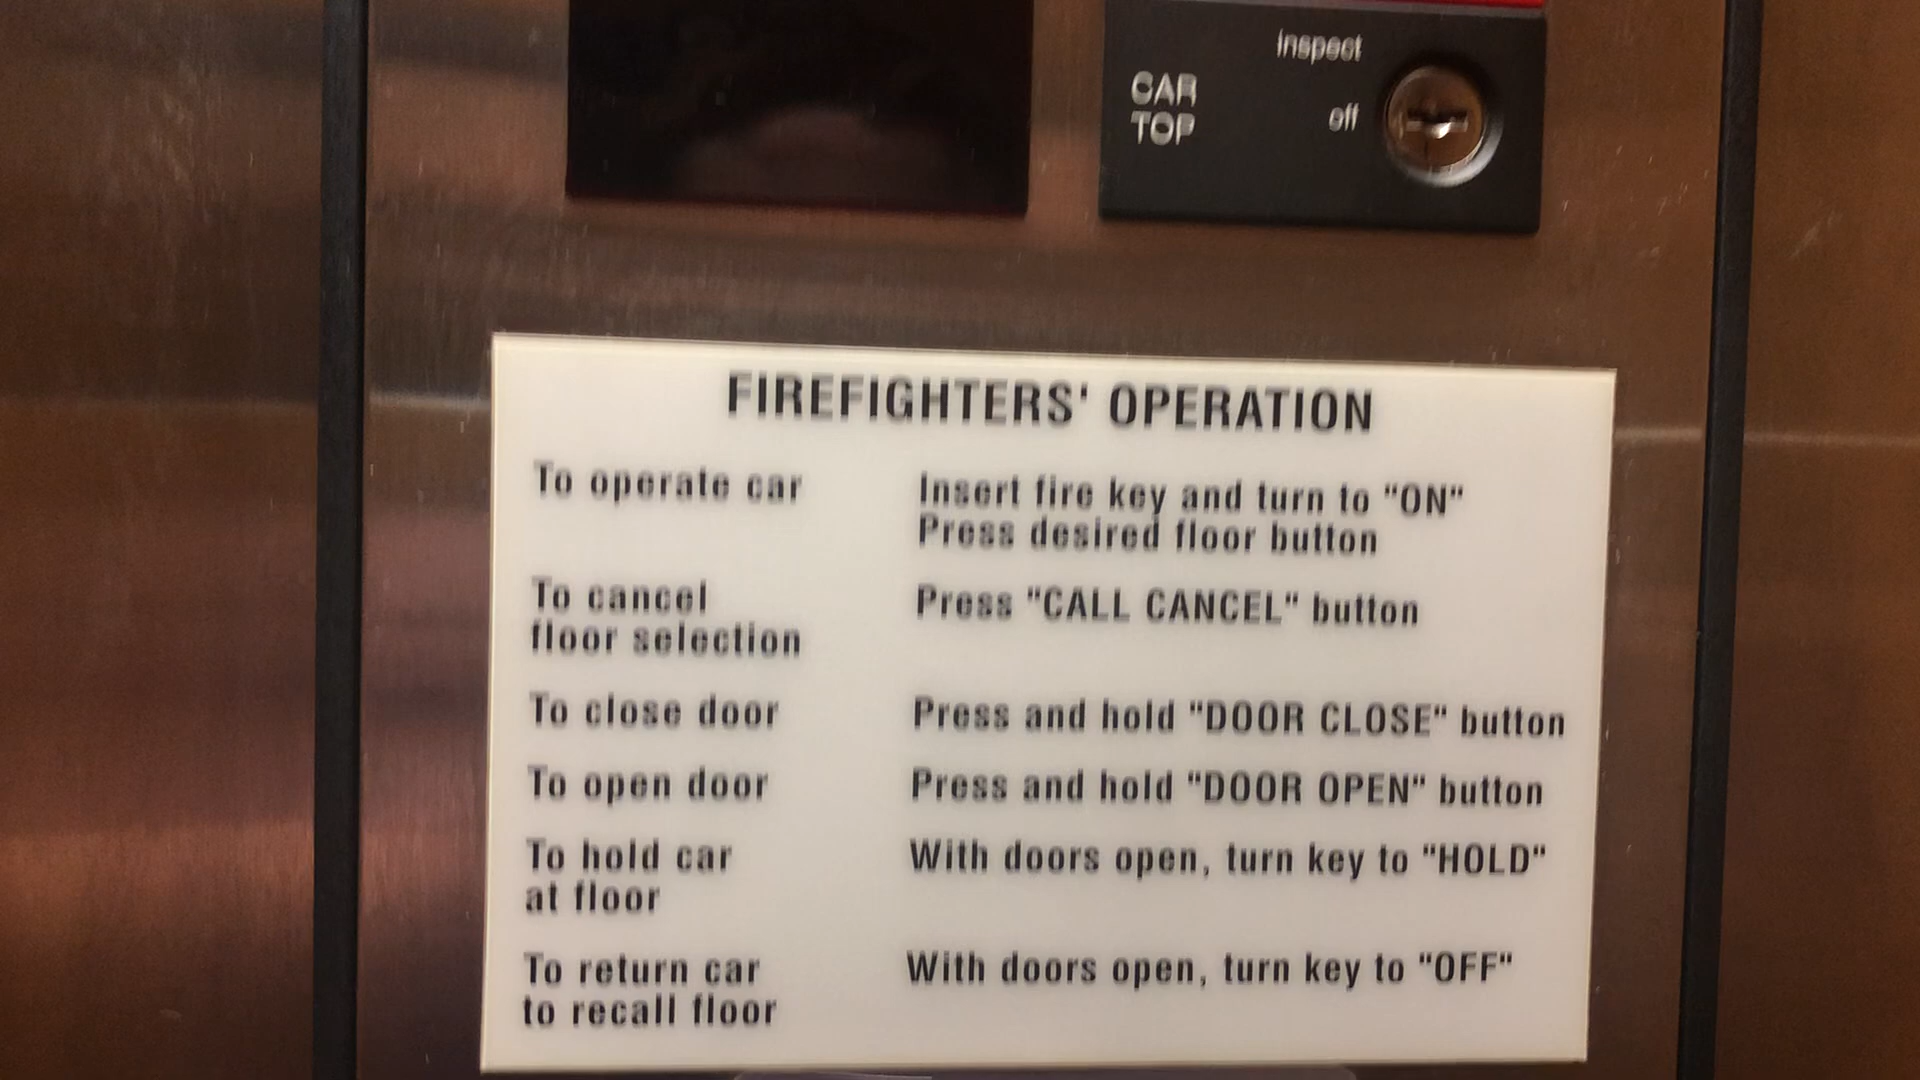 Inspect
CAR
TOP
off
FIREFIGHTERS' OPERATION
To operate car
Insert fire key and turn to "ON"
Press desired floor button
To cancel
floor selection
Press "CALL CANCEL" button
To close door
Press and hold "DOOR CLOSE" button
To open door
Press and hold "DOOR OPEN" button
To hold car
at floor
With doors open, turn key to "HOLD"
To return car
to recall floor
With doors open, turn key to "OFF"